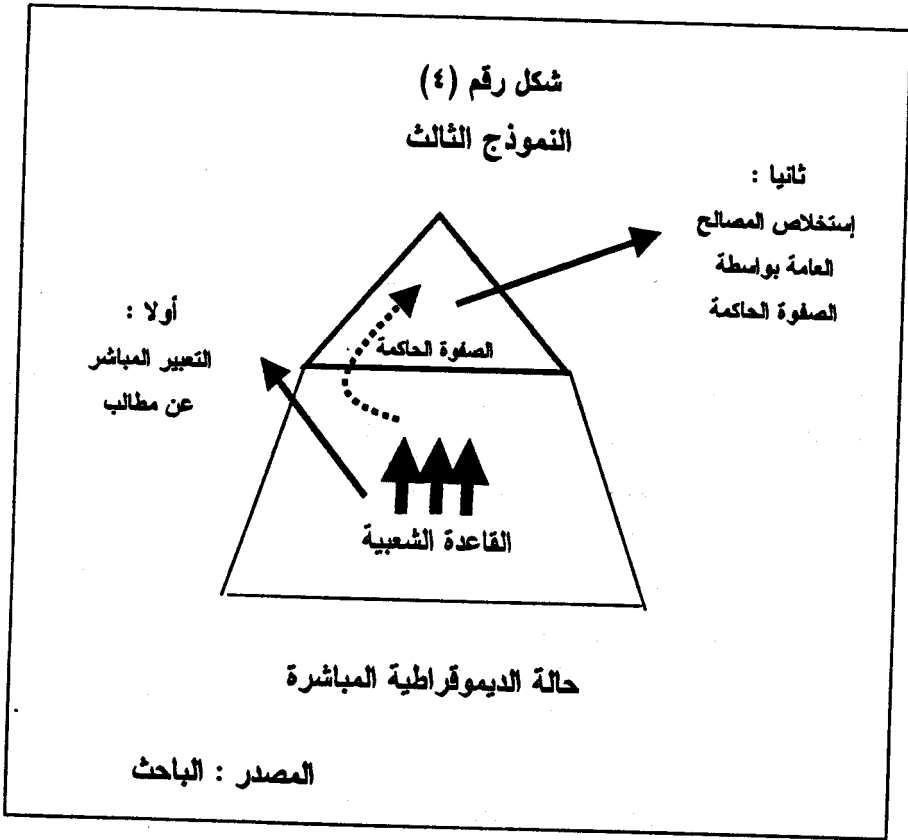 شكل رقم (٤)
النموذج الثالث
ثانيا :
إستخلاص المصالح
العامة بواسطة
الصفوة الحاكمة
أولا :
التعبير المباشر
عن مطالب
الصفوة الحاكمة
القاعدة الشعبية
حالة الديموقراطية المباشرة
المصدر : الباحث